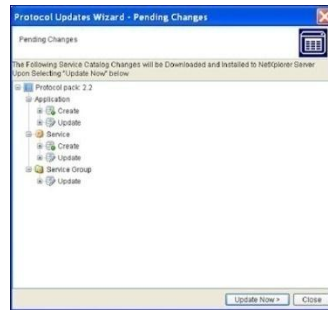 Protocol Updates Wizard - Pending Changes
Pending Changes
The Following Service Catalog Changes will be Downloaded and Installed to NetXplorer Server
Upon Selecting "Update Now" below
Protocol pack: 2.2
Application
Create
Update
Service
Create
Update
Service Group
Update
Update Now >
Close